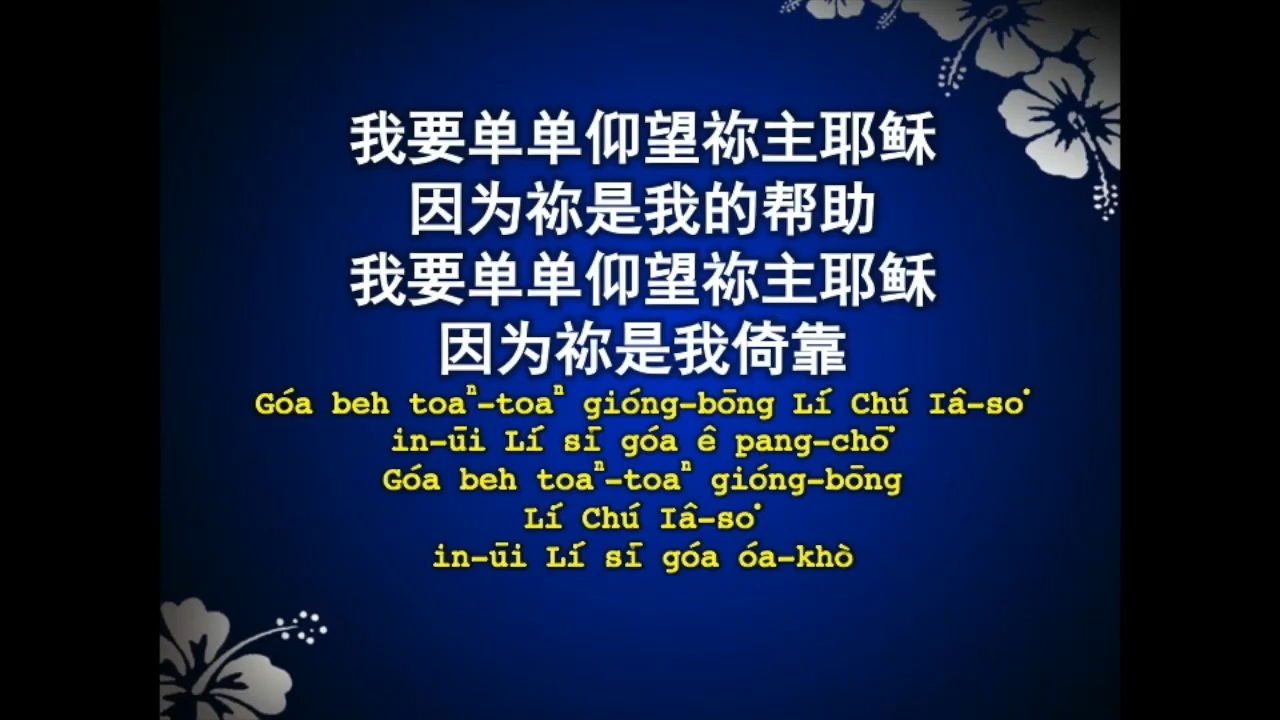 我要单单仰望祢主耶稣
因为祢是我的帮助
我要单单仰望祢主耶稣
因为祢是我倚靠
Góa beh toaⁿ-toaⁿ gióng-bōng Lí Chú Iâ-so͘
in-ūi Lí sī góa ê pang-chō͘
Góa beh toaⁿ-toaⁿ gióng-bōng
Lí Chú Iâ-so͘
in-ūi Lí sī góa óa-khò